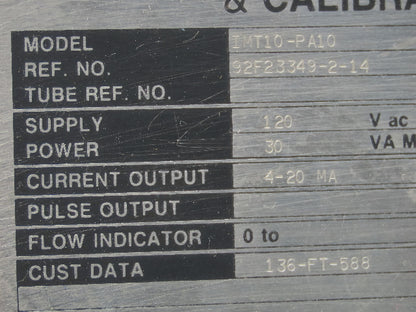 & CALIBRA
MODEL IMT10-PA10
REF. NO. 92F23349-2-14
TUBE REF. NO.
SUPPLY 120 V ac
POWER 30 VA M
CURRENT OUTPUT 4-20 MA
PULSE OUTPUT
FLOW INDICATOR 0 to
CUST DATA 136-FT-588